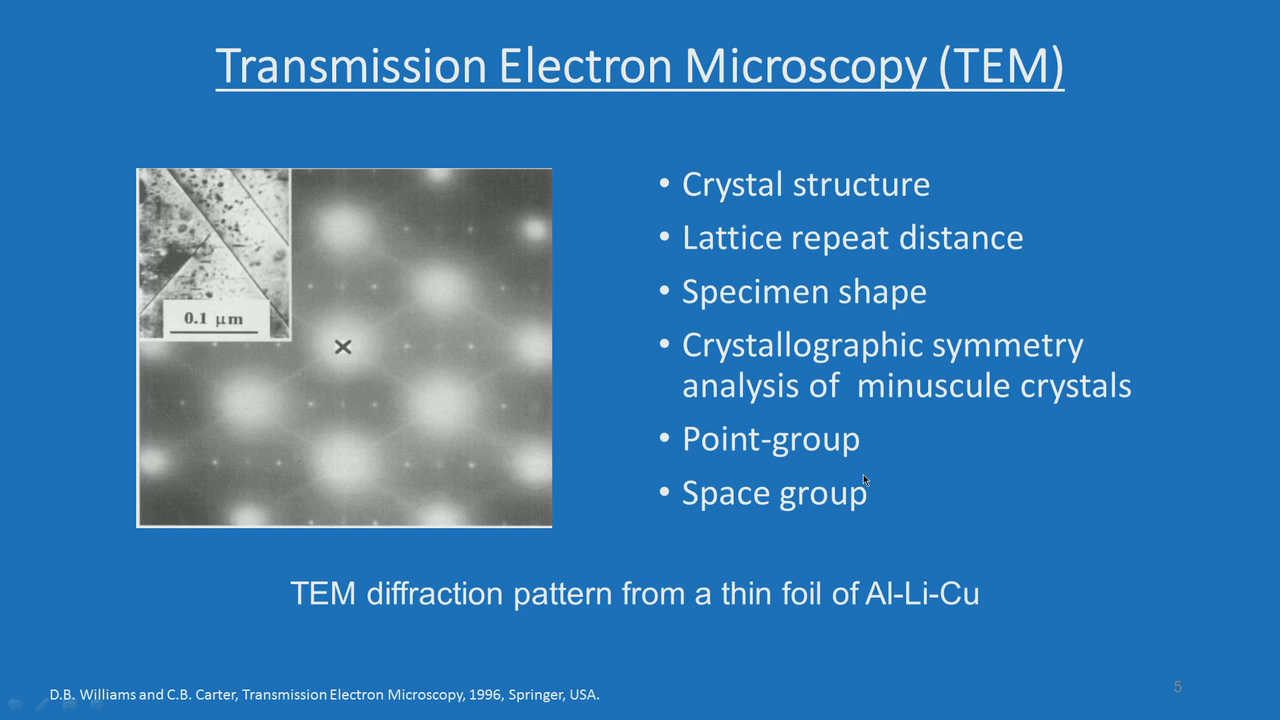 Transmission Electron Microscopy (TEM)
0.1 μm
• Crystal structure
• Lattice repeat distance
• Specimen shape
• Crystallographic symmetry
analysis of minuscule crystals
• Point-group
• Space group
TEM diffraction pattern from a thin foil of Al-Li-Cu
D.B. Williams and C.B. Carter, Transmission Electron Microscopy, 1996, Springer, USA.
5